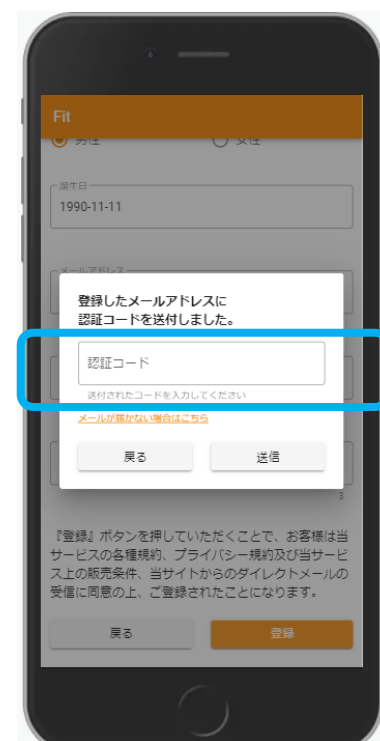 Fit
男性 女性
誕生日
1990-11-11
メールアドレス
登録したメールアドレスに
認証コードを送付しました。
認証コード
送付されたコードを入力してください
メールが届かない場合はこちら
戻る 送信
3
『登録』ボタンを押していただくことで、お客様は当
サービスの各種規約、プライバシー規約及び当サービ
ス上の販売条件、当サイトからのダイレクトメールの
受信に同意の上、ご登録されたことになります。
戻る 登録